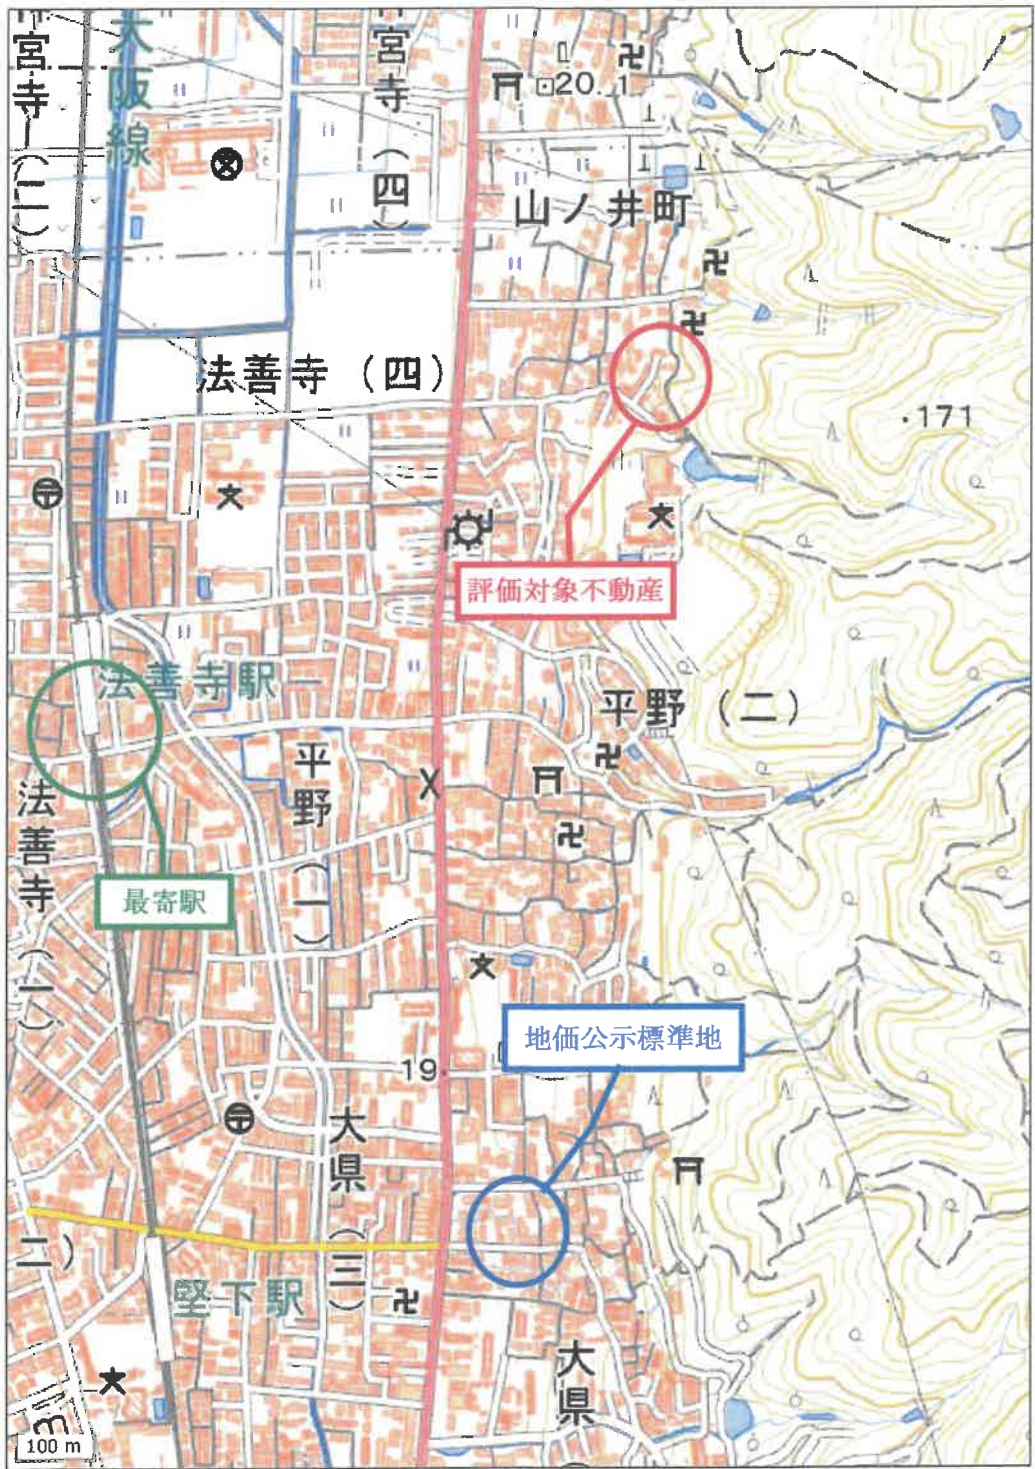 宮寺(二)
大阪線
宮寺(四)
20.1
山ノ井町
法善寺(四)
・171
評価対象不動産
法善寺駅
平野(二)
平野(一)
法善寺(一)
最寄駅
地価公示標準地
19
大県(三)
二)
堅下駅
大県
100 m